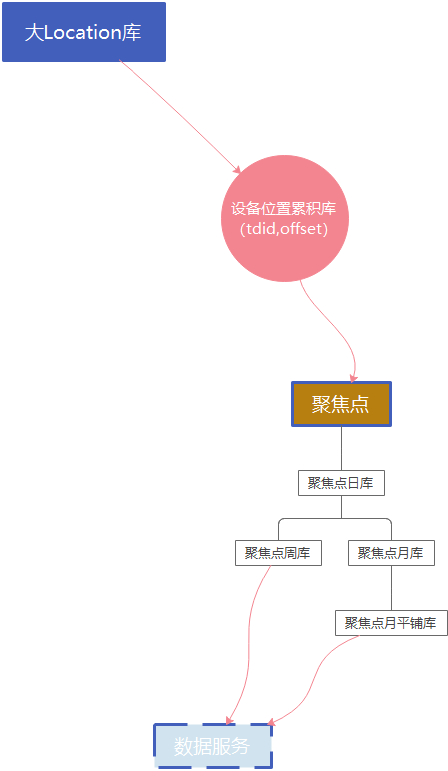 大Location库
设备位置累积库
（tdid,offset）
聚焦点
聚焦点日库
聚焦点周库
聚焦点月库
聚焦点月平铺库
数据服务